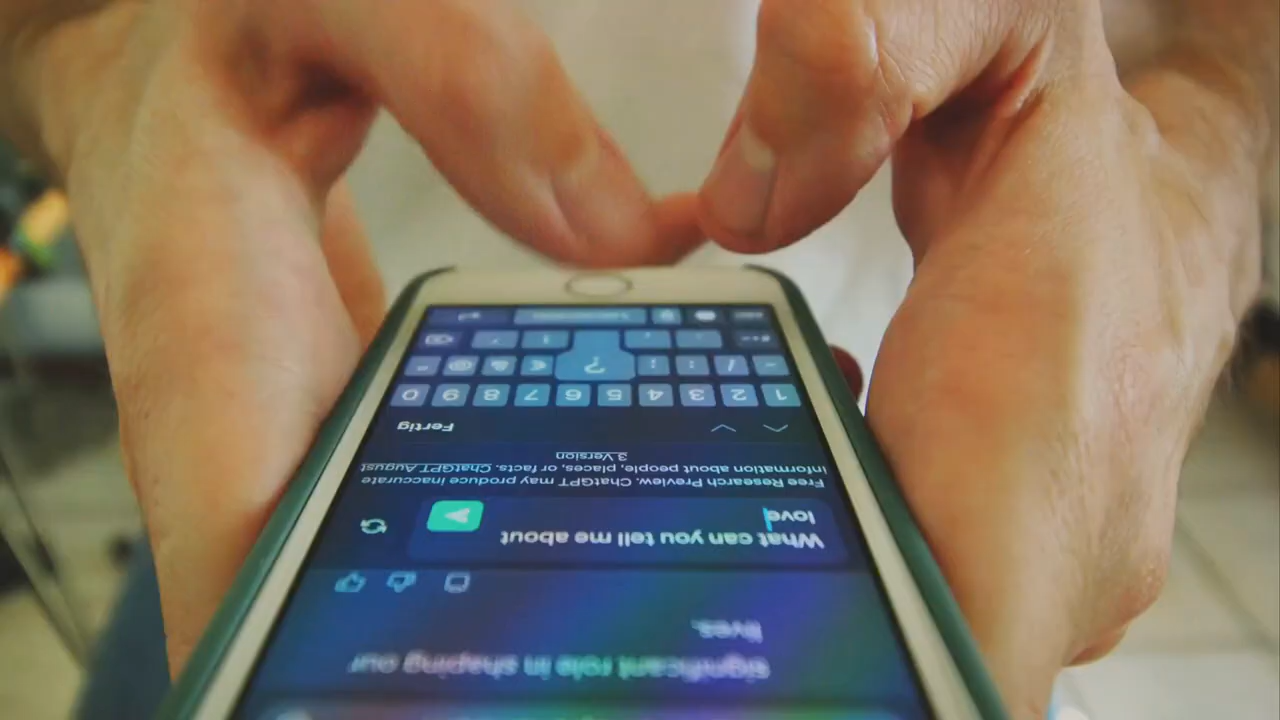 significant role in shaping our
lives.
What can you tell me about
love
Free Research Preview. ChatGPT may produce inaccurate
information about people, places, or facts. ChatGPT August
3 Version
Fertig
1 2 3 4 5 6 7 8 9 0
- / : ; ? @ "
. , ? ! '